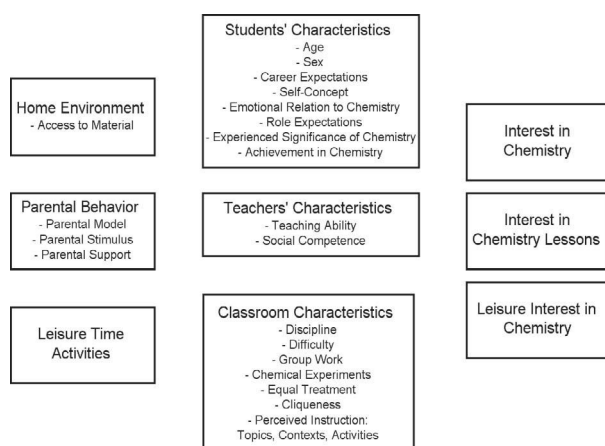 Home Environment
- Access to Material
Parental Behavior
- Parental Model
- Parental Stimulus
- Parental Support
Leisure Time
Activities
Students' Characteristics
- Age
- Sex
- Career Expectations
- Self-Concept
- Emotional Relation to Chemistry
- Role Expectations
- Experienced Significance of Chemistry
- Achievement in Chemistry
Teachers' Characteristics
- Teaching Ability
- Social Competence
Classroom Characteristics
- Discipline
- Difficulty
- Group Work
- Chemical Experiments
- Equal Treatment
- Cliqueness
- Perceived Instruction:
Topics, Contexts, Activities
Interest in
Chemistry
Interest in
Chemistry Lessons
Leisure Interest in
Chemistry